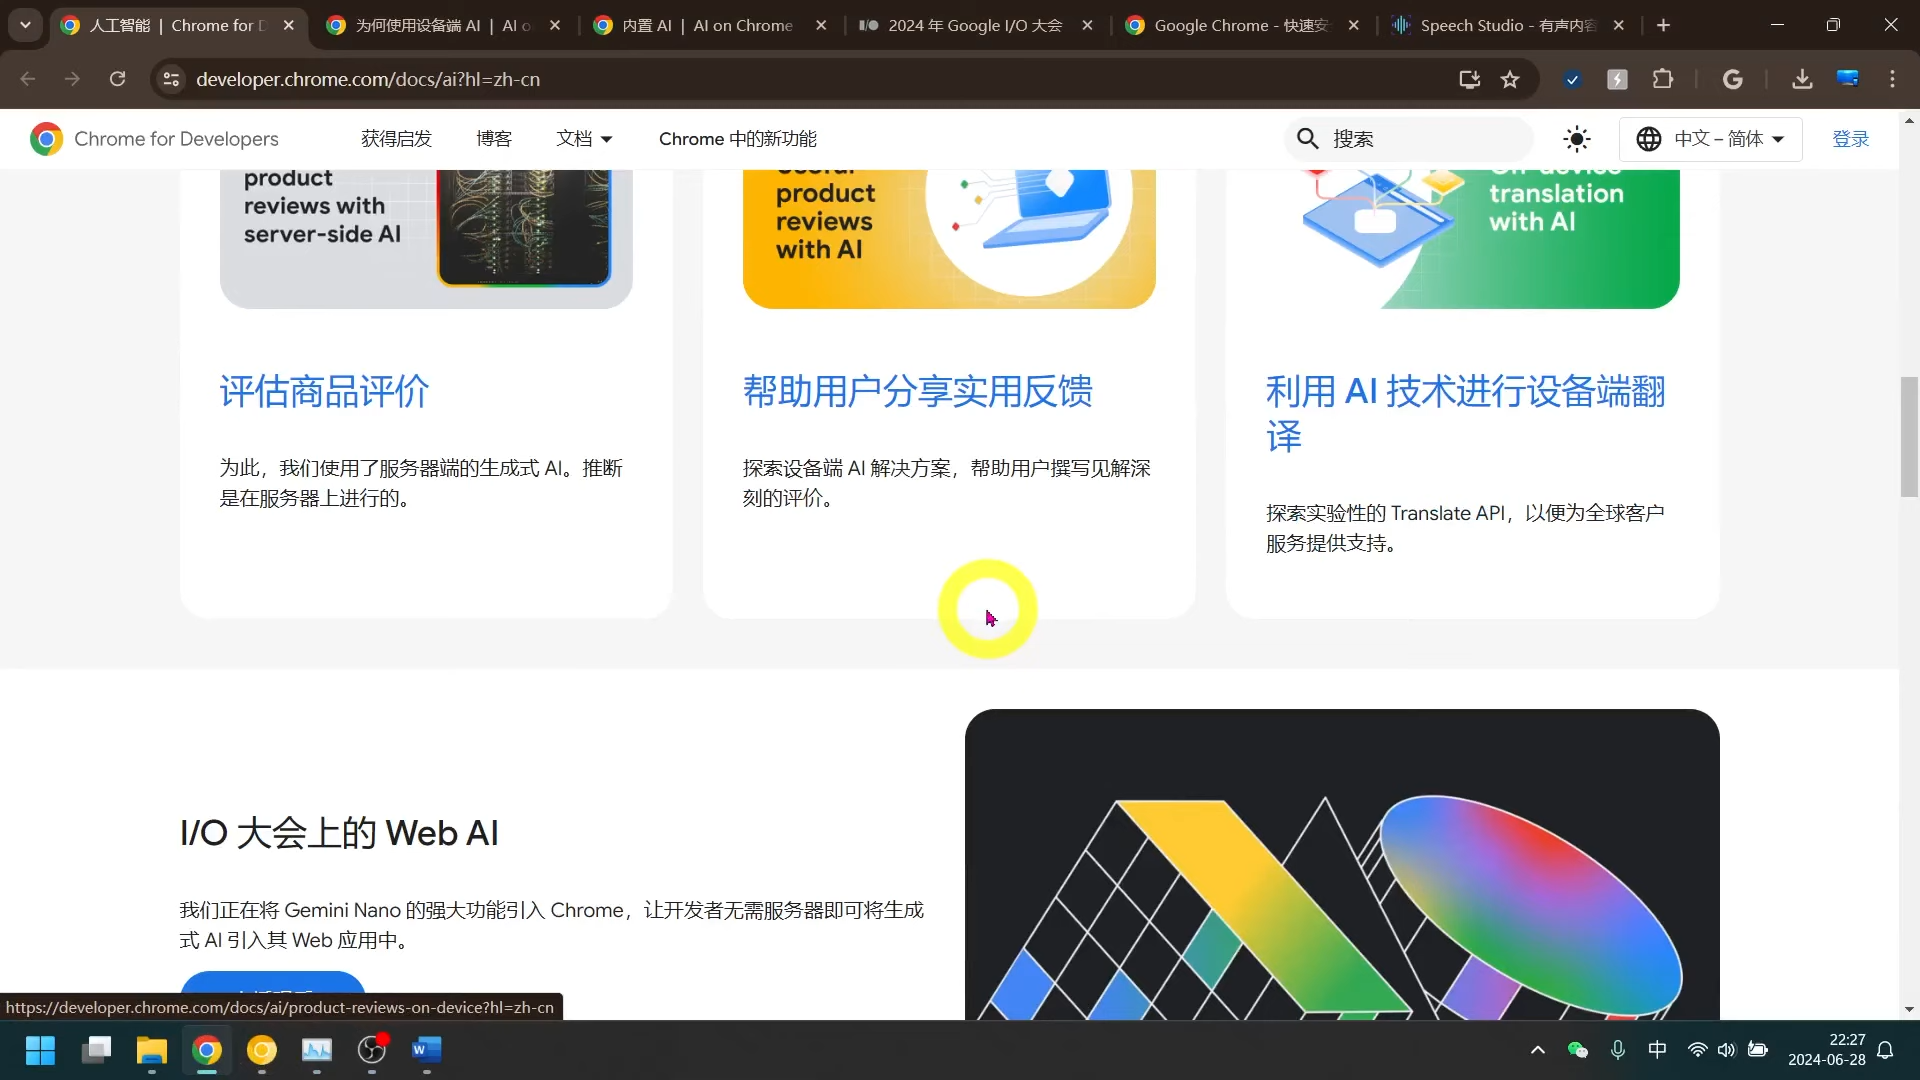 人工智能 | Chrome for D
为何使用设备端 AI | AI o
内置 AI | AI on Chrome
I/O 2024 年 Google I/O 大会
Google Chrome - 快速安
Speech Studio - 有声内容
developer.chrome.com/docs/ai?hl=zh-cn
Chrome for Developers
获得启发
博客
文档
Chrome 中的新功能
搜索
中文 – 简体
登录
product
reviews with
server-side AI
product
reviews
with AI
On-device
translation
with AI
评估商品评价
为此，我们使用了服务器端的生成式 AI。推断
是在服务器上进行的。
帮助用户分享实用反馈
探索设备端 AI 解决方案，帮助用户撰写见解深
刻的评价。
利用 AI 技术进行设备端翻
译
探索实验性的 Translate API，以便为全球客户
服务提供支持。
I/O 大会上的 Web AI
我们正在将 Gemini Nano 的强大功能引入 Chrome，让开发者无需服务器即可将生成
式 AI 引入其 Web 应用中。
https://developer.chrome.com/docs/ai/product-reviews-on-device?hl=zh-cn
中
22:27
2024-06-28